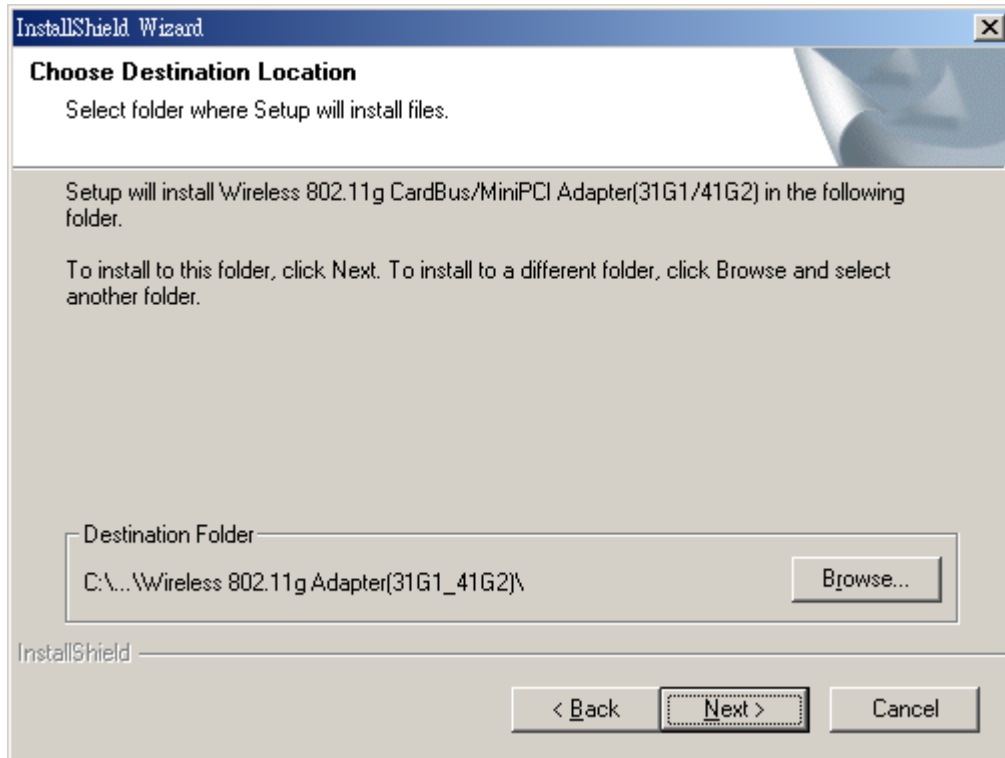 InstallShield Wizard
Choose Destination Location
Select folder where Setup will install files.
Setup will install Wireless 802.11g CardBus/MiniPCI Adapter(31G1/41G2) in the following
folder.
To install to this folder, click Next. To install to a different folder, click Browse and select
another folder.
Destination Folder
C:\...\Wireless 802.11g Adapter(31G1_41G2)\
Browse...
InstallShield
< Back
Next >
Cancel